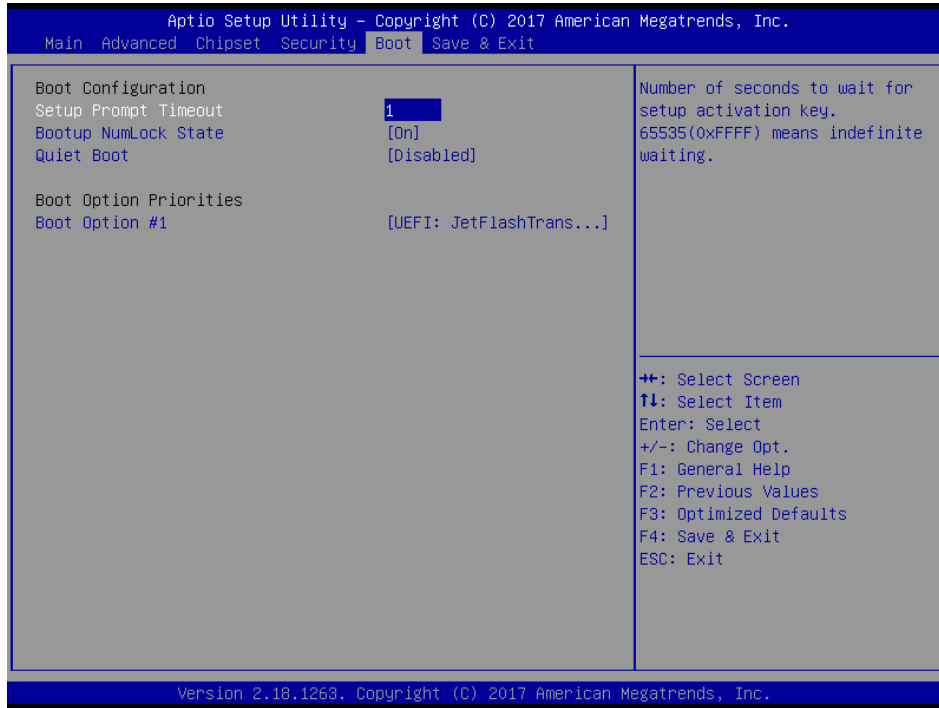 Aptio Setup Utility – Copyright (C) 2017 American Megatrends, Inc.
Main Advanced Chipset Security Boot Save & Exit
Boot Configuration
Setup Prompt Timeout 1
Bootup NumLock State [On]
Quiet Boot [Disabled]
Boot Option Priorities
Boot Option #1 [UEFI: JetFlashTrans...]
Number of seconds to wait for
setup activation key.
65535(0xFFFF) means indefinite
waiting.
→←: Select Screen
↑↓: Select Item
Enter: Select
+/-: Change Opt.
F1: General Help
F2: Previous Values
F3: Optimized Defaults
F4: Save & Exit
ESC: Exit
Version 2.18.1263. Copyright (C) 2017 American Megatrends, Inc.